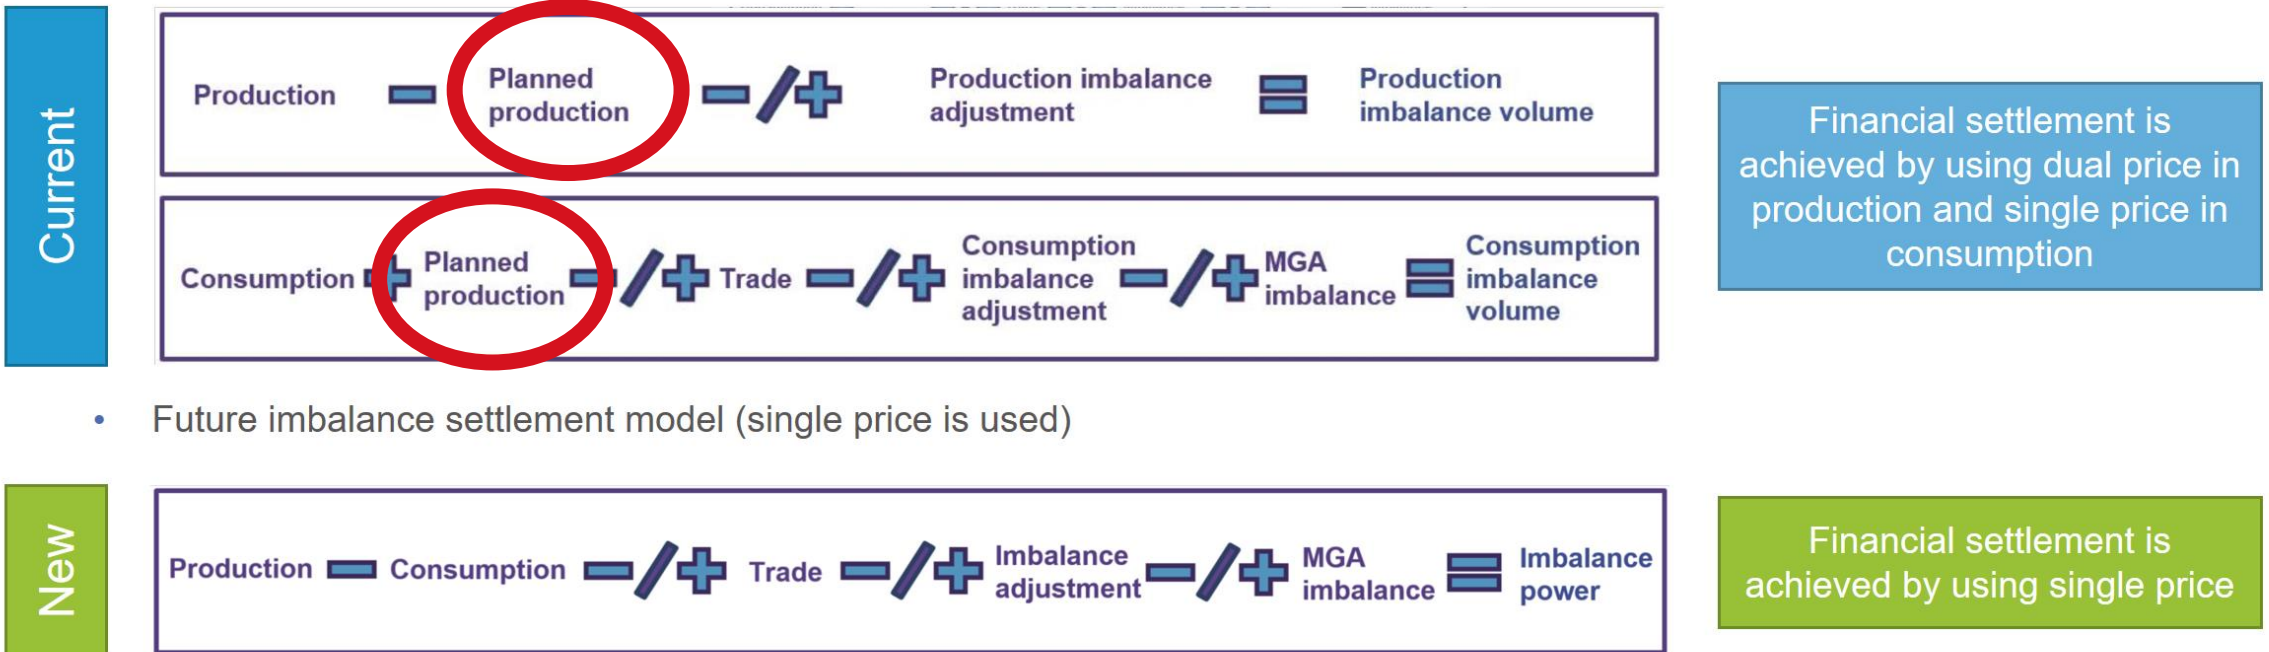 Current
Production − Planned production −/+ Production imbalance adjustment = Production imbalance volume
Consumption + Planned production −/+ Trade −/+ Consumption imbalance adjustment −/+ MGA imbalance = Consumption imbalance volume
Financial settlement is
achieved by using dual price in
production and single price in
consumption
• Future imbalance settlement model (single price is used)
New
Production − Consumption −/+ Trade −/+ Imbalance adjustment −/+ MGA imbalance = Imbalance power
Financial settlement is
achieved by using single price